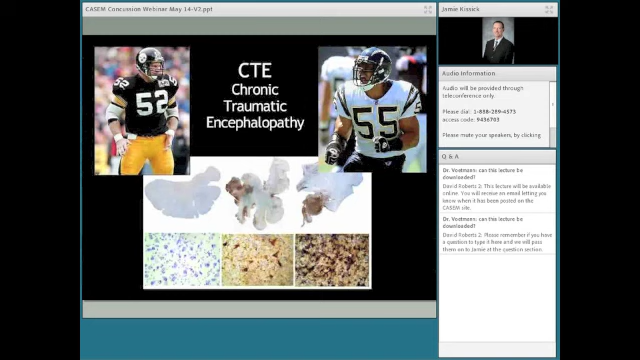 CASEM Concussion Webinar May 14-V2.ppt
CTE
Chronic
Traumatic
Encephalopathy
52
55
Jamie Kissick
Audio Information
Audio will be provided through
teleconference only.
Please dial: 1-888-289-4573
access code: 9436703
Please mute your speakers, by clicking
Q & A
Dr. Voetmann: can this lecture be
downloaded?
David Roberts 2: This lecture will be available
online. You will receive an email letting you
know when it has been posted on the
CASEM site.
Dr. Voetmann: can this lecture be
downloaded?
David Roberts 2: Please remember if you have
a question to type it here and we will pass
them on to Jamie at the question section.